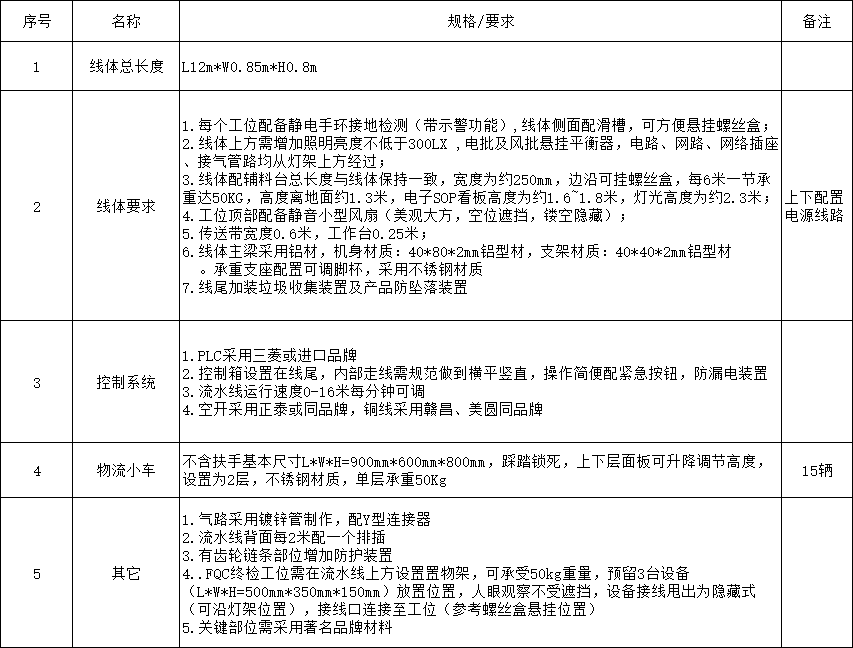 序号 名称 规格/要求 备注
1 线体总长度 L12m*W0.85m*H0.8m
2 线体要求
1.每个工位配备静电手环接地检测（带示警功能）,线体侧面配滑槽，可方便悬挂螺丝盒；
2.线体上方需增加照明亮度不低于300LX ,电批及风批悬挂平衡器，电路、网路、网络插座
、接气管路均从灯架上方经过；
3.线体配辅料台总长度与线体保持一致，宽度为约250mm，边沿可挂螺丝盒，每6米一节承
重达50KG，高度离地面约1.3米，电子SOP看板高度为约1.6~1.8米，灯光高度为约2.3米；
4.工位顶部配备静音小型风扇（美观大方，空位遮挡，镂空隐藏）；
5.传送带宽度0.6米，工作台0.25米；
6.线体主梁采用铝材，机身材质：40*80*2mm铝型材，支架材质：40*40*2mm铝型材
。承重支座配置可调脚杯，采用不锈钢材质
7.线尾加装垃圾收集装置及产品防坠落装置
上下配置
电源线路
3 控制系统
1.PLC采用三菱或进口品牌
2.控制箱设置在线尾，内部走线需规范做到横平竖直，操作简便配紧急按钮，防漏电装置
3.流水线运行速度0-16米每分钟可调
4.空开采用正泰或同品牌，铜线采用赣昌、美圆同品牌
4 物流小车
不含扶手基本尺寸L*W*H=900mm*600mm*800mm，踩踏锁死，上下层面板可升降调节高度，
设置为2层，不锈钢材质，单层承重50Kg
15辆
5 其它
1.气路采用镀锌管制作，配Y型连接器
2.流水线背面每2米配一个排插
3.有齿轮链条部位增加防护装置
4..FQC终检工位需在流水线上方设置置物架，可承受50kg重量，预留3台设备
（L*W*H=500mm*350mm*150mm）放置位置，人眼观察不受遮挡，设备接线甩出为隐藏式
（可沿灯架位置），接线口连接至工位（参考螺丝盒悬挂位置）
5.关键部位需采用著名品牌材料